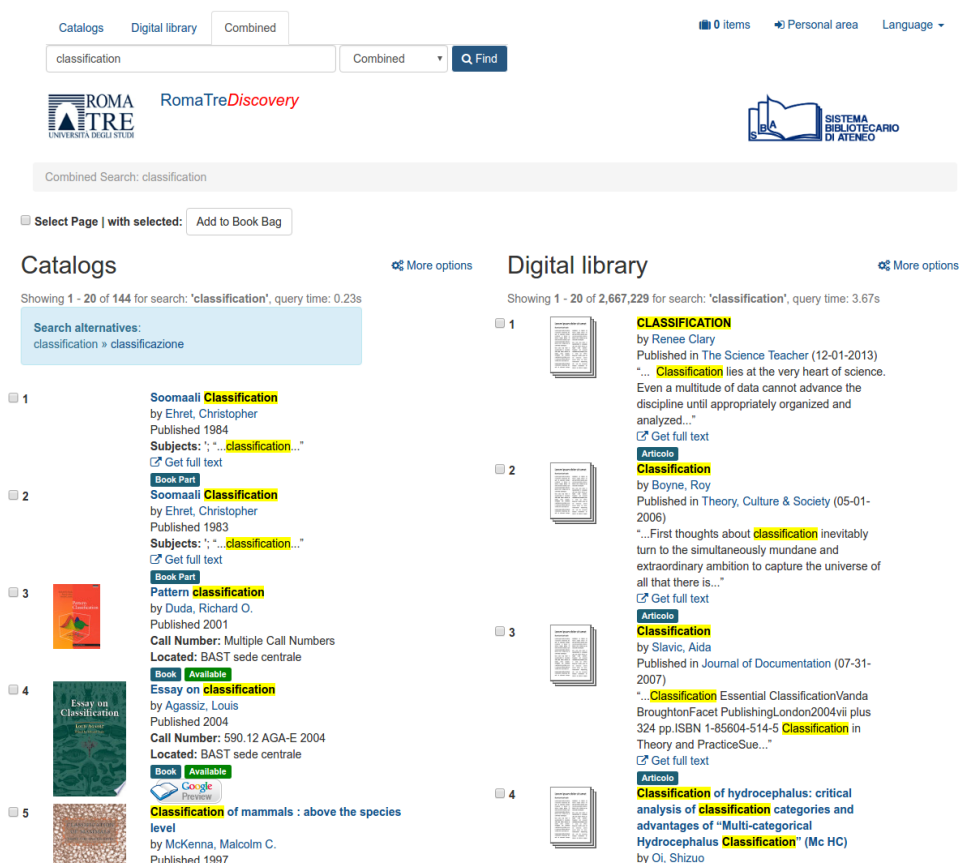 Catalogs Digital library Combined
0 items Personal area Language
classification Combined Find
ROMA
TRE
UNIVERSITÀ DEGLI STUDI
RomaTreDiscovery
SBA
SISTEMA
BIBLIOTECARIO
DI ATENEO
Combined Search: classification
Select Page | with selected: Add to Book Bag
Catalogs
More options
Showing 1 - 20 of 144 for search: 'classification', query time: 0.23s
Search alternatives:
classification » classificazione
1
Soomaali Classification
by Ehret, Christopher
Published 1984
Subjects: '; “...classification...”
Get full text
Book Part
2
Soomaali Classification
by Ehret, Christopher
Published 1983
Subjects: '; “...classification...”
Get full text
Book Part
3
Pattern
Classification
Pattern classification
by Duda, Richard O.
Published 2001
Call Number: Multiple Call Numbers
Located: BAST sede centrale
Book Available
4
Essay on
Classification
Essay on classification
by Agassiz, Louis
Published 2004
Call Number: 590.12 AGA-E 2004
Located: BAST sede centrale
Book Available
Google
Preview
5
Classification of mammals : above the species
level
by McKenna, Malcolm C.
Published 1997
Digital library
More options
Showing 1 - 20 of 2,667,229 for search: 'classification', query time: 3.67s
1
CLASSIFICATION
by Renee Clary
Published in The Science Teacher (12-01-2013)
“... Classification lies at the very heart of science.
Even a multitude of data cannot advance the
discipline until appropriately organized and
analyzed...”
Get full text
Articolo
2
Classification
by Boyne, Roy
Published in Theory, Culture & Society (05-01-
2006)
“...First thoughts about classification inevitably
turn to the simultaneously mundane and
extraordinary ambition to capture the universe of
all that there is...”
Get full text
Articolo
3
Classification
by Slavic, Aida
Published in Journal of Documentation (07-31-
2007)
“...Classification Essential ClassificationVanda
BroughtonFacet PublishingLondon2004vii plus
324 pp.ISBN 1-85604-514-5 Classification in
Theory and PracticeSue...”
Get full text
Articolo
4
Classification of hydrocephalus: critical
analysis of classification categories and
advantages of “Multi-categorical
Hydrocephalus Classification” (Mc HC)
by Oi, Shizuo